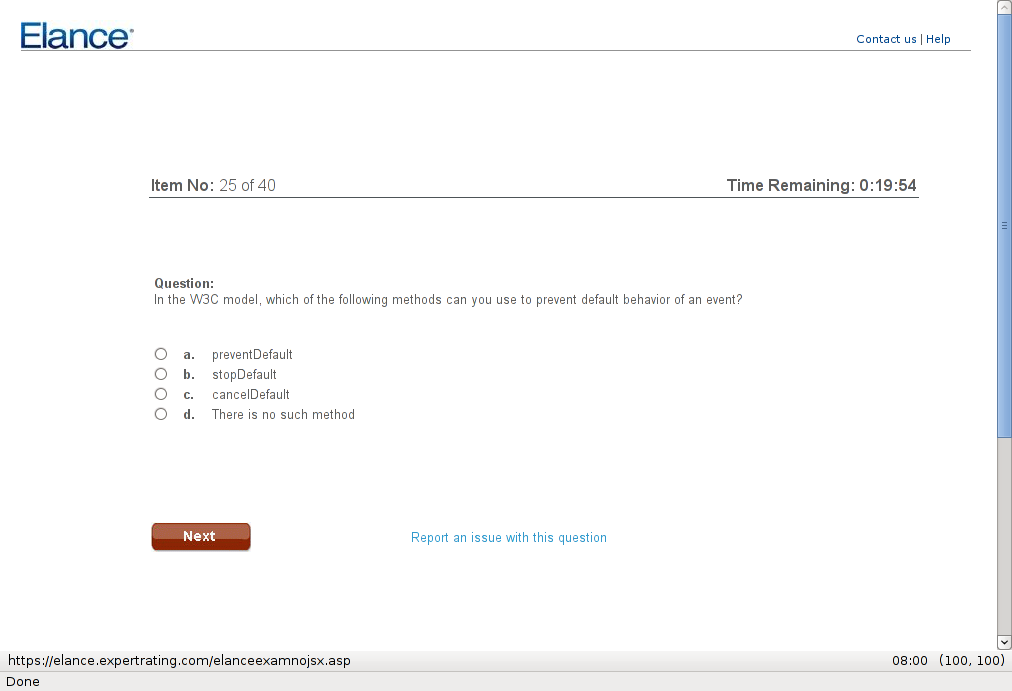 Elance
Contact us | Help
Item No: 25 of 40
Time Remaining: 0:19:54
Question:
In the W3C model, which of the following methods can you use to prevent default behavior of an event?
a. preventDefault
b. stopDefault
c. cancelDefault
d. There is no such method
Next
Report an issue with this question
https://elance.expertrating.com/elanceexamnojsx.asp
08:00 (100, 100)
Done